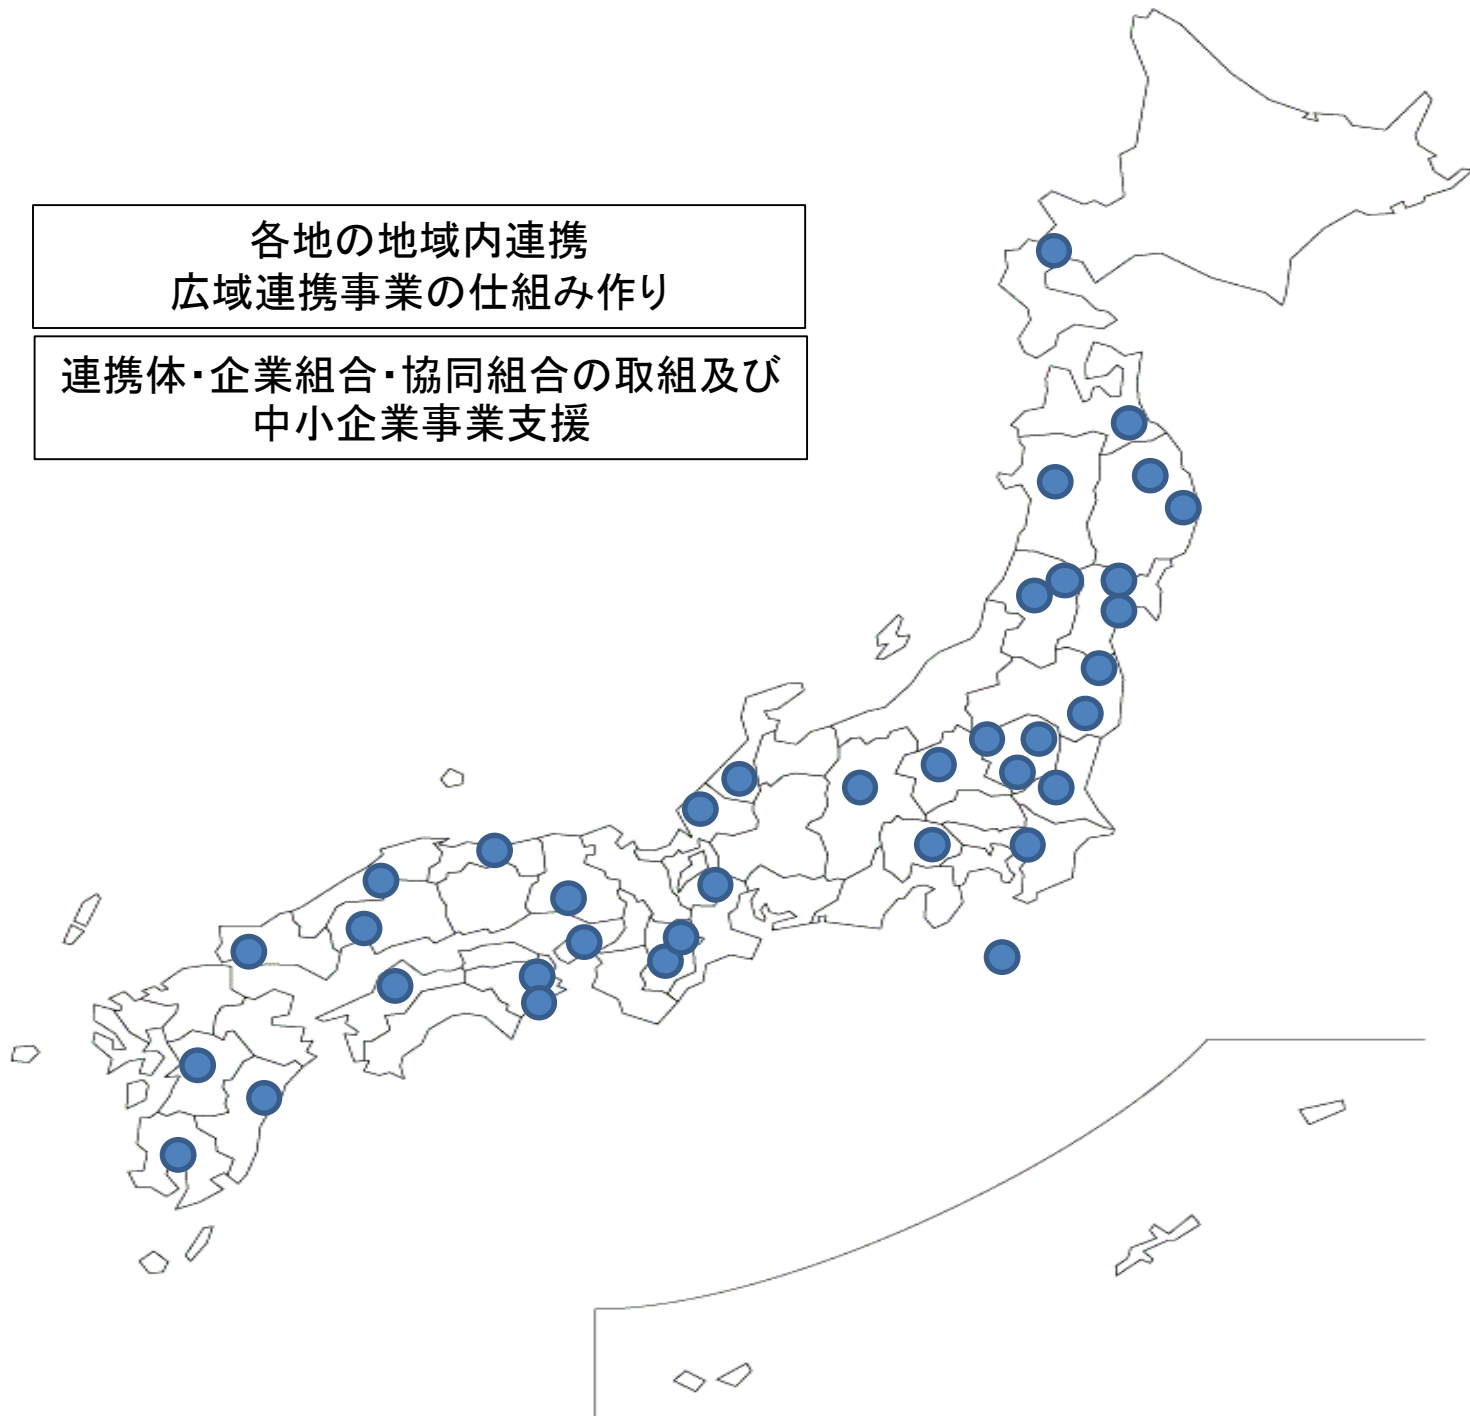 各地の地域内連携
広域連携事業の仕組み作り
連携体・企業組合・協同組合の取組及び
中小企業事業支援